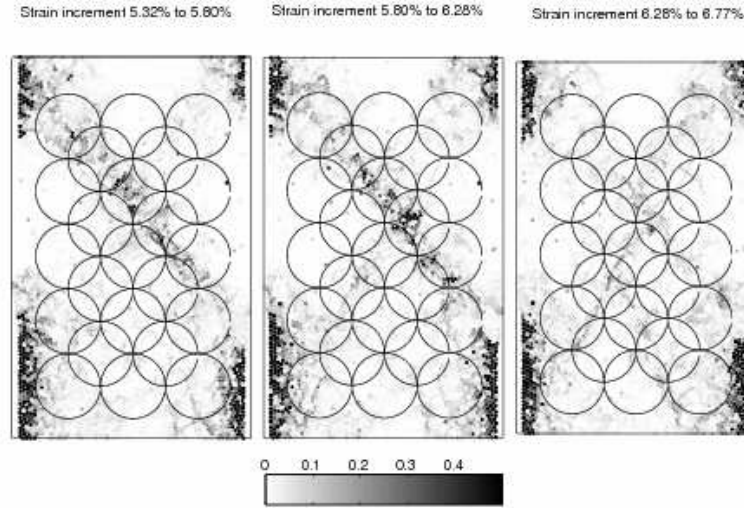 Strain increment 5.32% to 5.80%
Strain increment 5.80% to 6.28%
Strain increment 6.28% to 6.77%
0 0.1 0.2 0.3 0.4